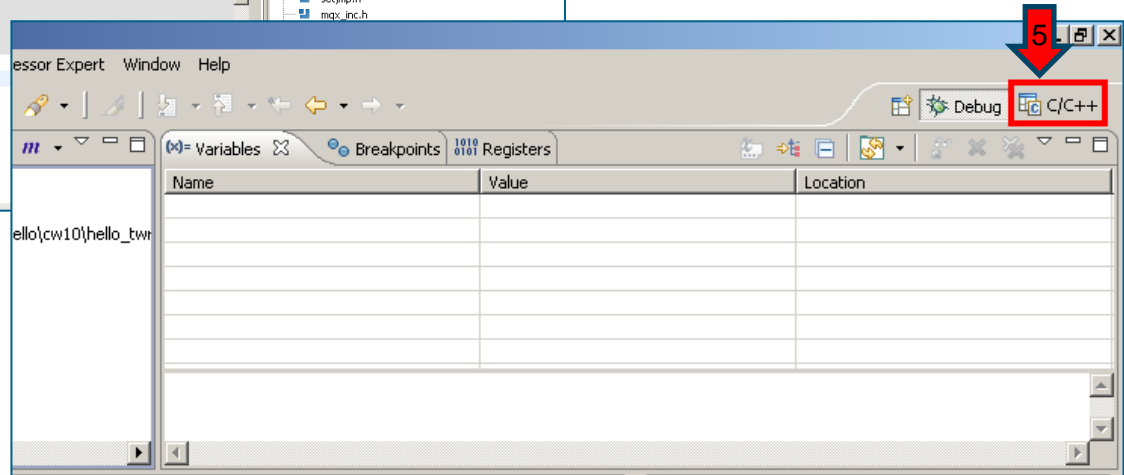 mqx_inc.h
5
essor Expert Window Help
Debug C/C++
m (x)= Variables Breakpoints 1010 0101 Registers
Name Value Location
ello\cw10\hello_twr